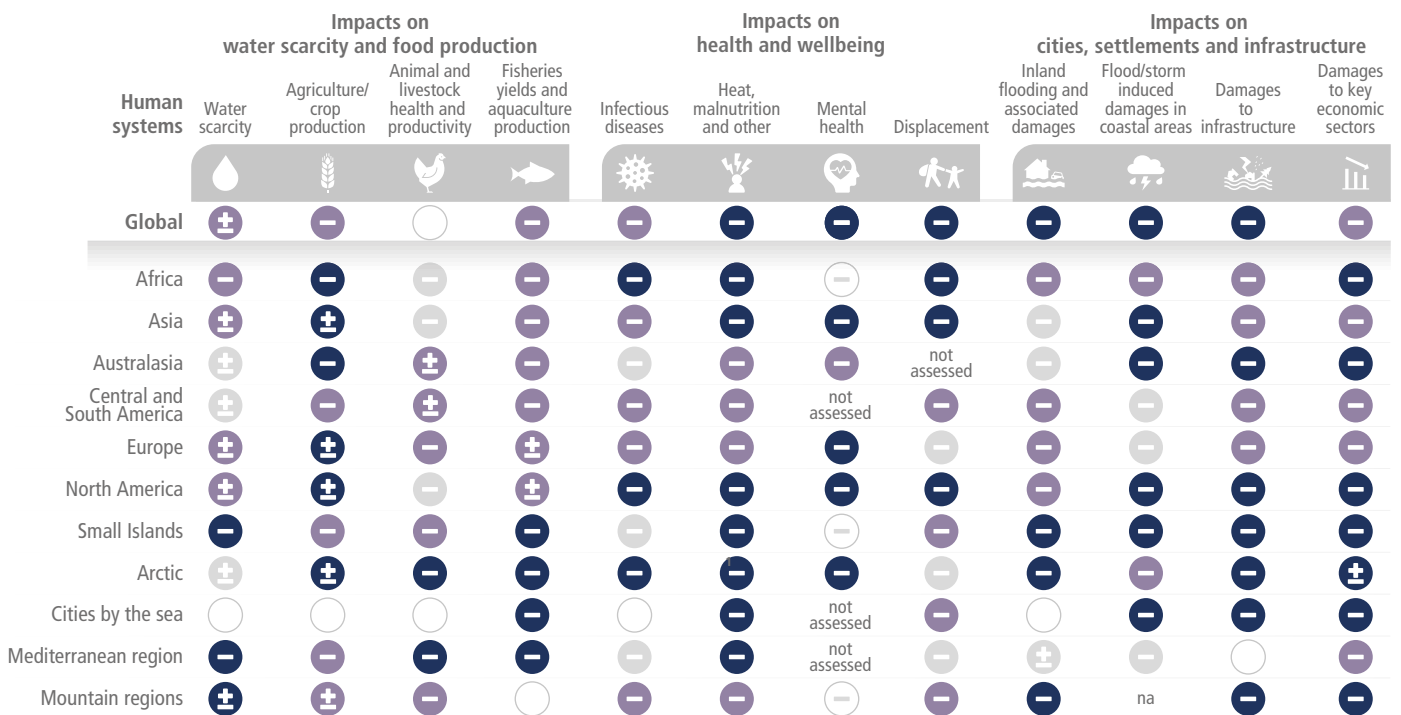 Impacts on
water scarcity and food production
Impacts on
health and wellbeing
Impacts on
cities, settlements and infrastructure
Human
systems
Water
scarcity
Agriculture/
crop
production
Animal and
livestock
health and
productivity
Fisheries
yields and
aquaculture
production
Infectious
diseases
Heat,
malnutrition
and other
Mental
health
Displacement
Inland
flooding and
associated
damages
Flood/storm
induced
damages in
coastal areas
Damages
to
infrastructure
Damages
to key
economic
sectors
Global
± − − − − − − − − − −
Africa
− − − − − − − − − − − −
Asia
± ± − − − − − − − − − −
Australasia
± − ± − − − − not
assessed
− − − −
Central and
South America
± − ± − − − not
assessed
− − − − −
Europe
± ± − ± − − − − − − − −
North America
± ± − ± − − − − − − − −
Small Islands
− − − − − − − − − − − −
Arctic
± ± − − − − − − − − − ±
Cities by the sea
− − not
assessed
− − − −
Mediterranean region
− − − − − − not
assessed
− ± − −
Mountain regions
± ± − − − − − − na − −